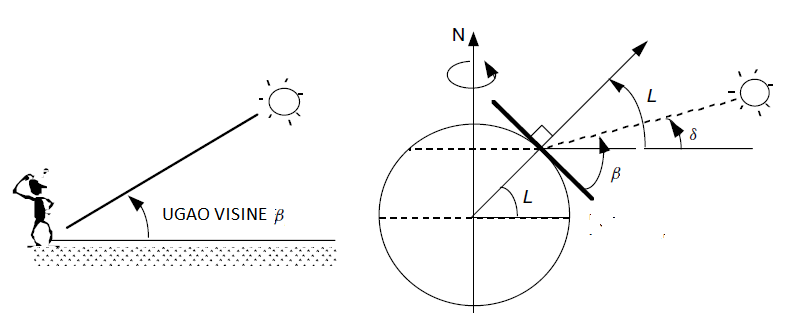 UGAO VISINE β
N
L
δ
β
L